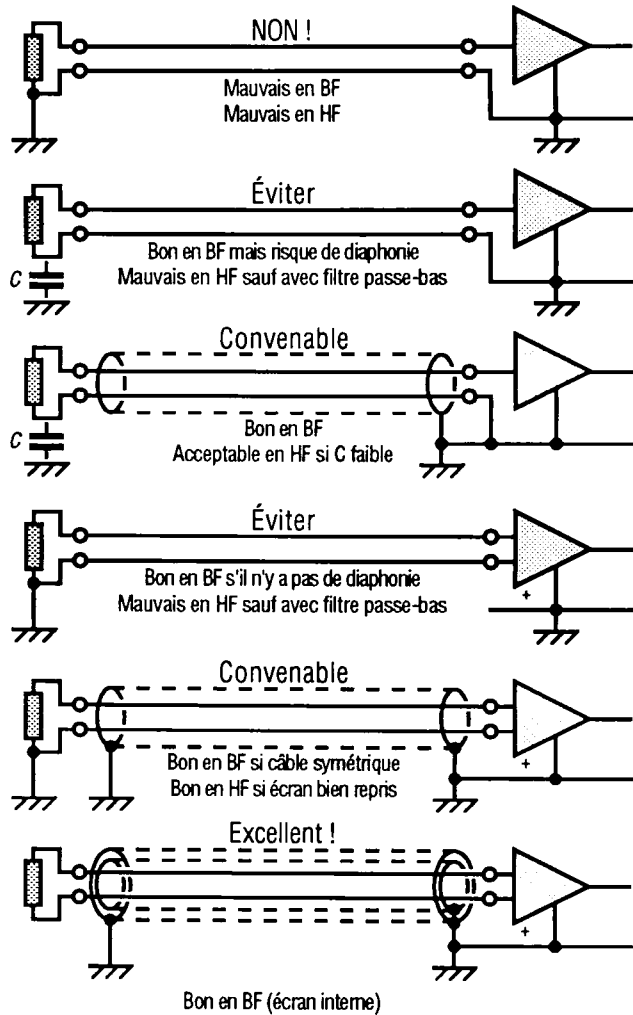 NON !
Mauvais en BF
Mauvais en HF
Éviter
Bon en BF mais risque de diaphonie
Mauvais en HF sauf avec filtre passe-bas
C
Convenable
Bon en BF
Acceptable en HF si C faible
C
Éviter
Bon en BF s'il n'y a pas de diaphonie
Mauvais en HF sauf avec filtre passe-bas
+
Convenable
Bon en BF si câble symétrique
Bon en HF si écran bien repris
+
Excellent !
+
Bon en BF (écran interne)